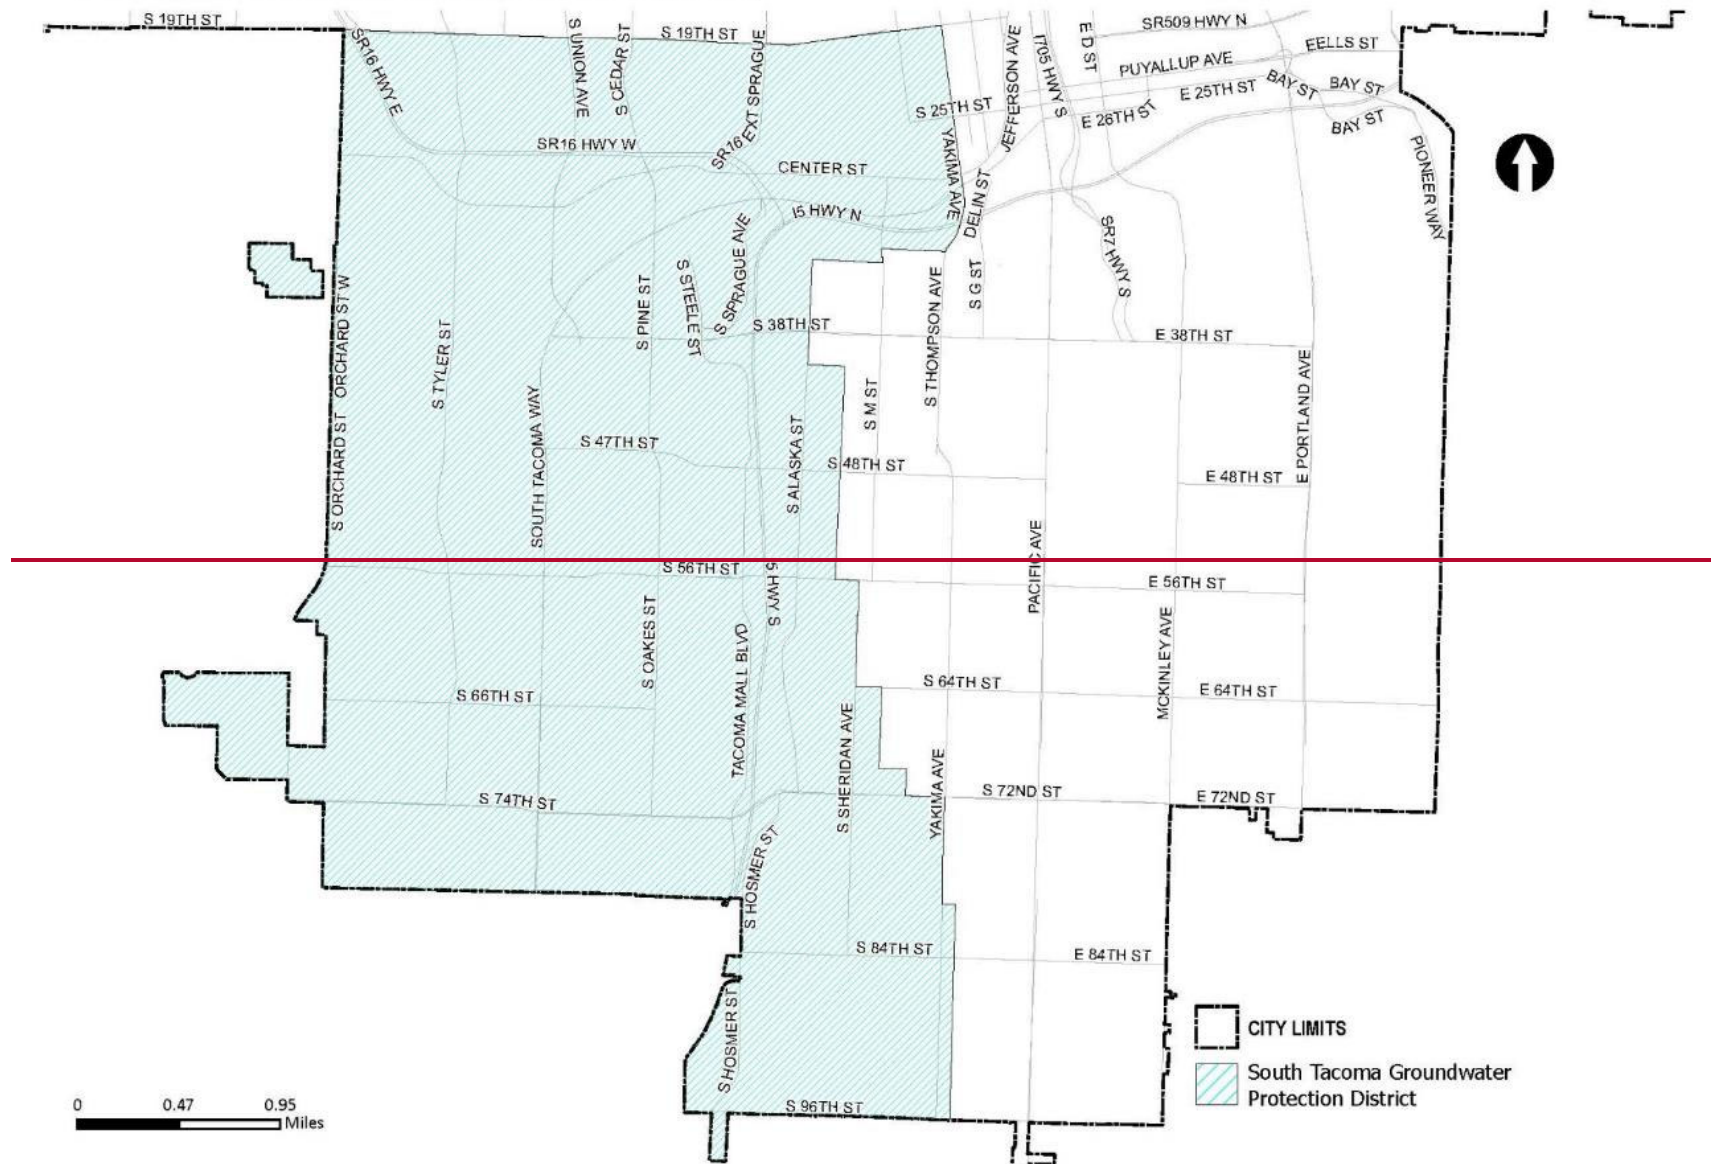 S 19TH ST
S 19TH ST
SR16 HWY E
S UNION AVE
S CEDAR ST
SR16 EXT SPRAGUE
JEFFERSON AVE
I705 HWY S
E D ST
SR509 HWY N
PUYALLUP AVE
EELLS ST
S 25TH ST
E 25TH ST
E 26TH ST
BAY ST
BAY ST
BAY ST
PIONEER WAY
SR16 HWY W
CENTER ST
YAKIMA AVE
DELIN ST
I5 HWY N
SR7 HWY S
ORCHARD ST W
S ORCHARD ST
S TYLER ST
SOUTH TACOMA WAY
S PINE ST
S STEELE ST
S SPRAGUE AVE
S 38TH ST
S THOMPSON AVE
S G ST
E 38TH ST
E PORTLAND AVE
S M ST
S ALASKA ST
S 47TH ST
S 48TH ST
E 48TH ST
PACIFIC AVE
S 56TH ST
I5 HWY S
E 56TH ST
S OAKES ST
TACOMA MALL BLVD
MCKINLEY AVE
S 66TH ST
S 64TH ST
E 64TH ST
S SHERIDAN AVE
YAKIMA AVE
S 74TH ST
S 72ND ST
E 72ND ST
S HOSMER ST
S 84TH ST
E 84TH ST
S HOSMER ST
S 96TH ST
CITY LIMITS
South Tacoma Groundwater
Protection District
0 0.47 0.95
Miles